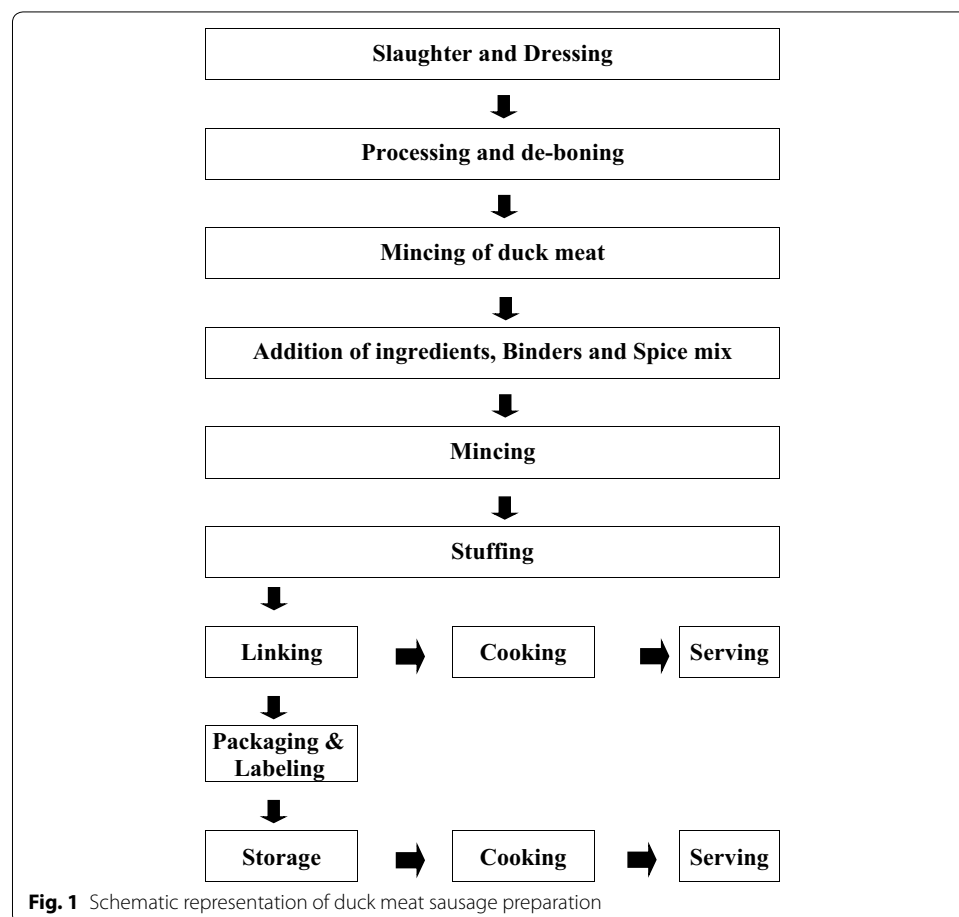 Slaughter and Dressing
Processing and de-boning
Mincing of duck meat
Addition of ingredients, Binders and Spice mix
Mincing
Stuffing
Linking
Cooking
Serving
Packaging &
Labeling
Storage
Cooking
Serving
Fig. 1 Schematic representation of duck meat sausage preparation